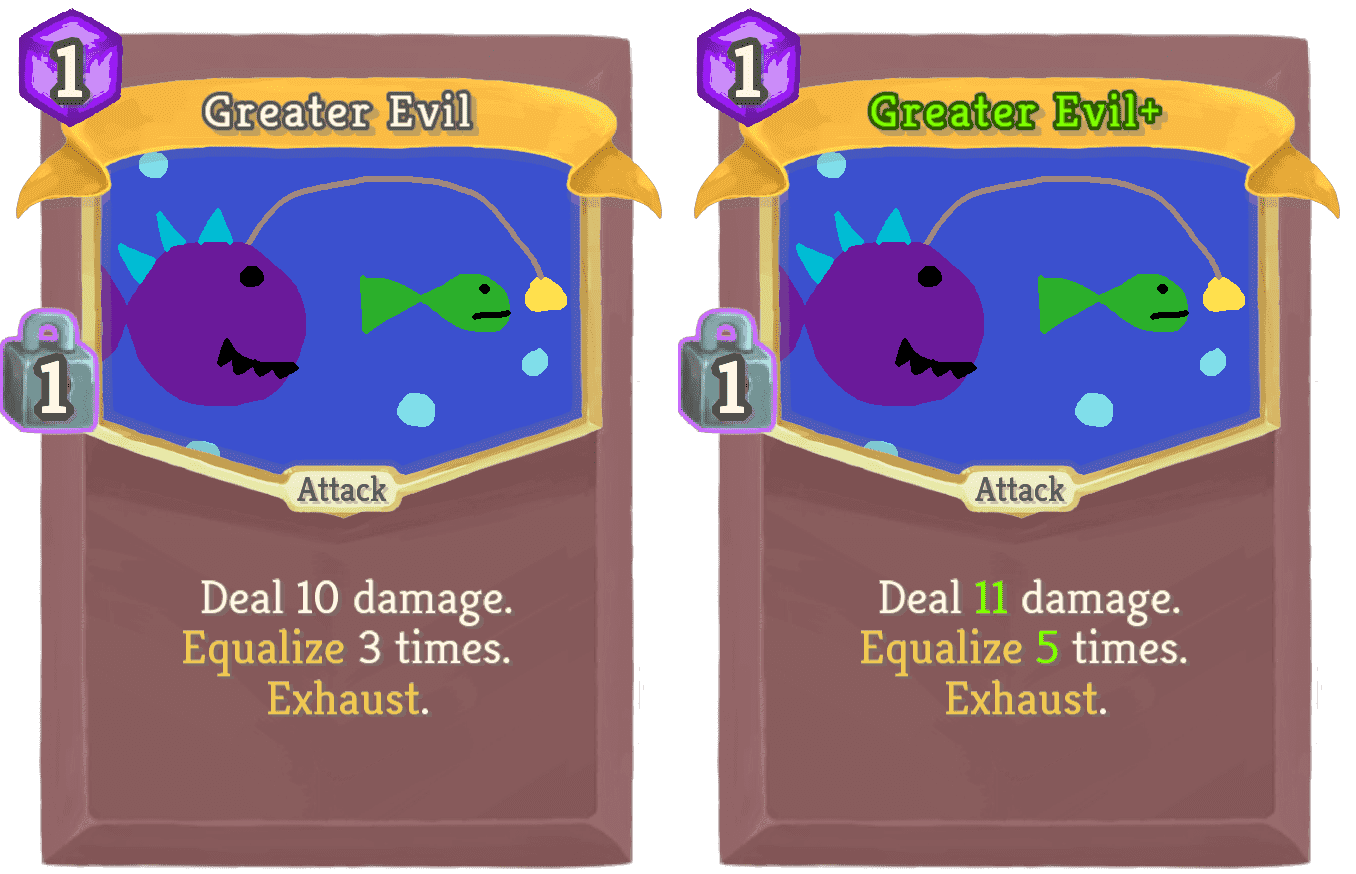 1
Greater Evil
1
Attack
Deal 10 damage.
Equalize 3 times.
Exhaust.
1
Greater Evil+
1
Attack
Deal 11 damage.
Equalize 5 times.
Exhaust.